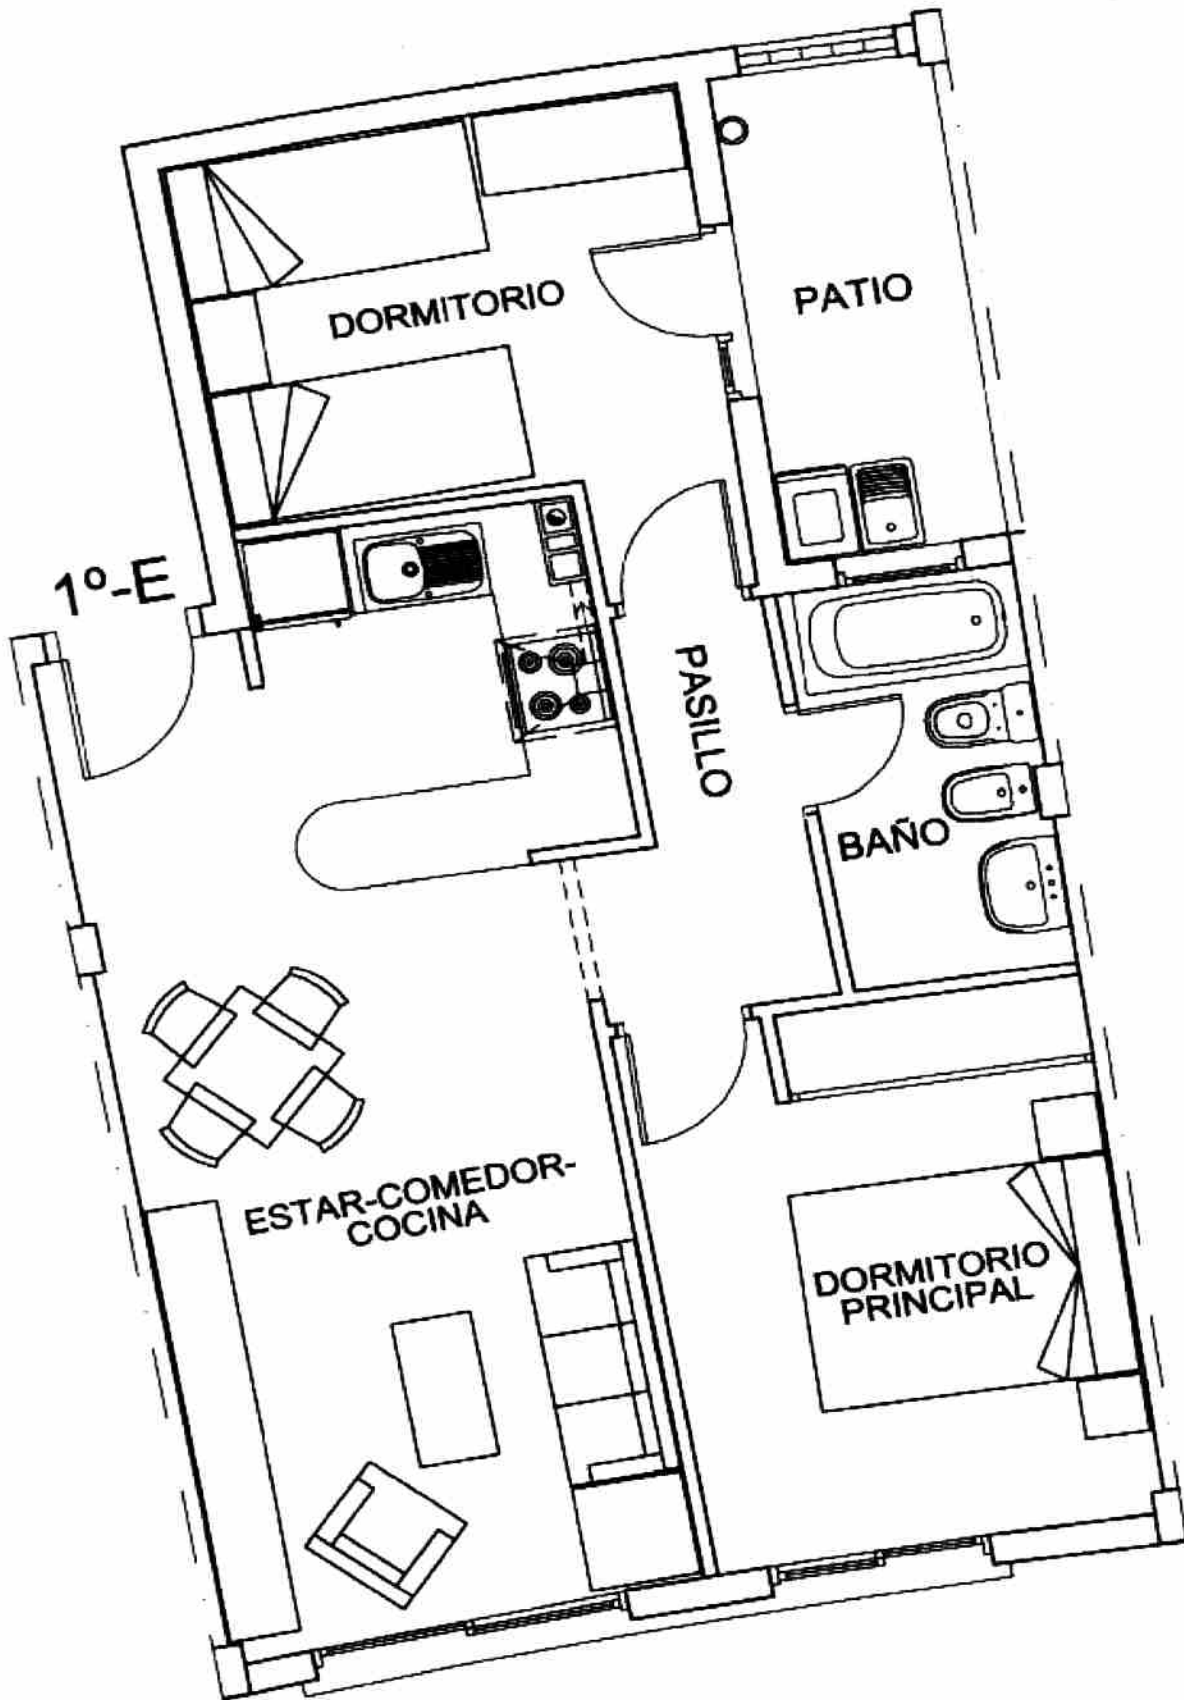 DORMITORIO
PATIO
1º-E
PASILLO
BAÑO
ESTAR-COMEDOR-
COCINA
DORMITORIO
PRINCIPAL